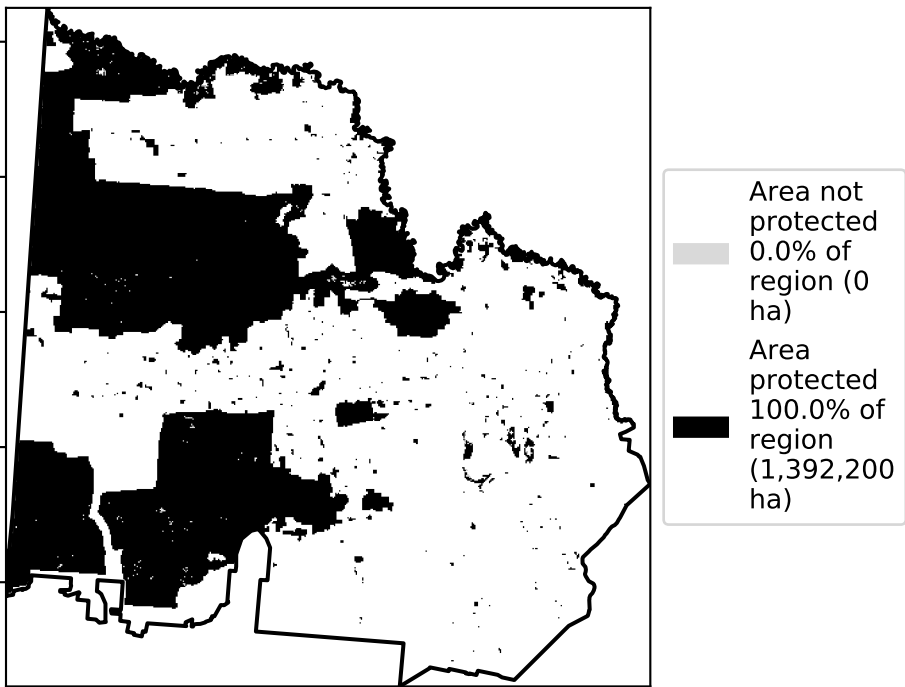 Area not
protected
0.0% of
region (0
ha)
Area
protected
100.0% of
region
(1,392,200
ha)